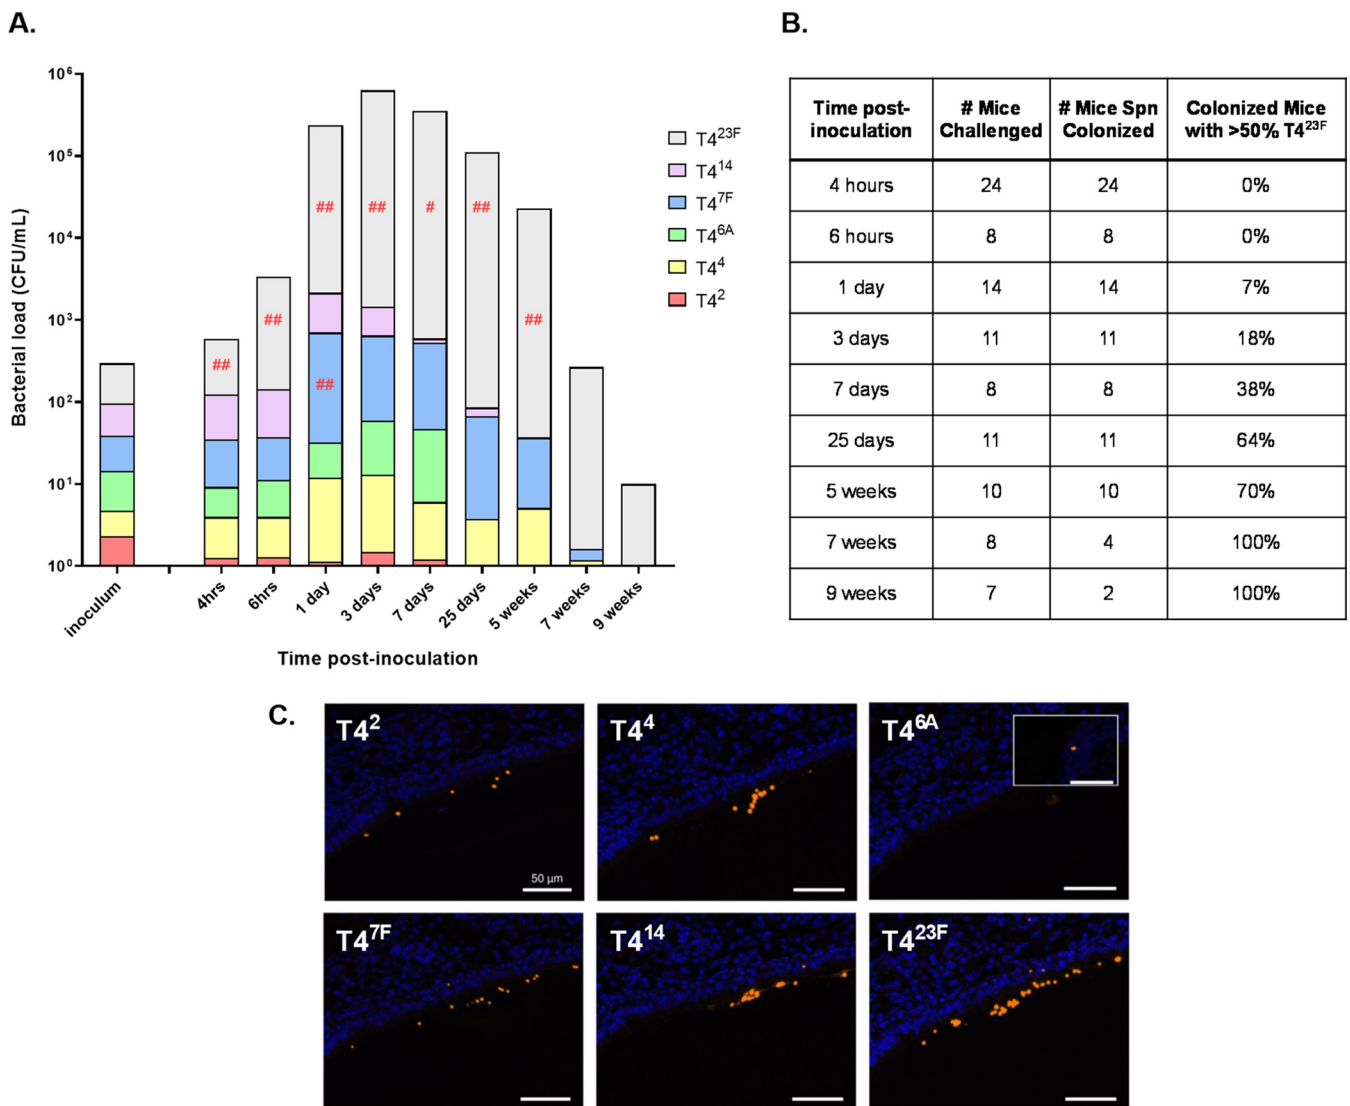 A.
B.
Bacterial load (CFU/mL)
10⁶
10⁵
10⁴
10³
10²
10¹
10⁰
##
##
##
##
##
#
##
##
T4²³ᶠ
T4¹⁴
T4⁷ᶠ
T4⁶ᴬ
T4⁴
T4²
inoculum
4hrs
6hrs
1 day
3 days
7 days
25 days
5 weeks
7 weeks
9 weeks
Time post-inoculation
Time post- # Mice # Mice Spn Colonized Mice
inoculation Challenged Colonized with >50% T4²³ᶠ
4 hours 24 24 0%
6 hours 8 8 0%
1 day 14 14 7%
3 days 11 11 18%
7 days 8 8 38%
25 days 11 11 64%
5 weeks 10 10 70%
7 weeks 8 4 100%
9 weeks 7 2 100%
C.
T4²
T4⁴
T4⁶ᴬ
50 µm
T4⁷ᶠ
T4¹⁴
T4²³ᶠ